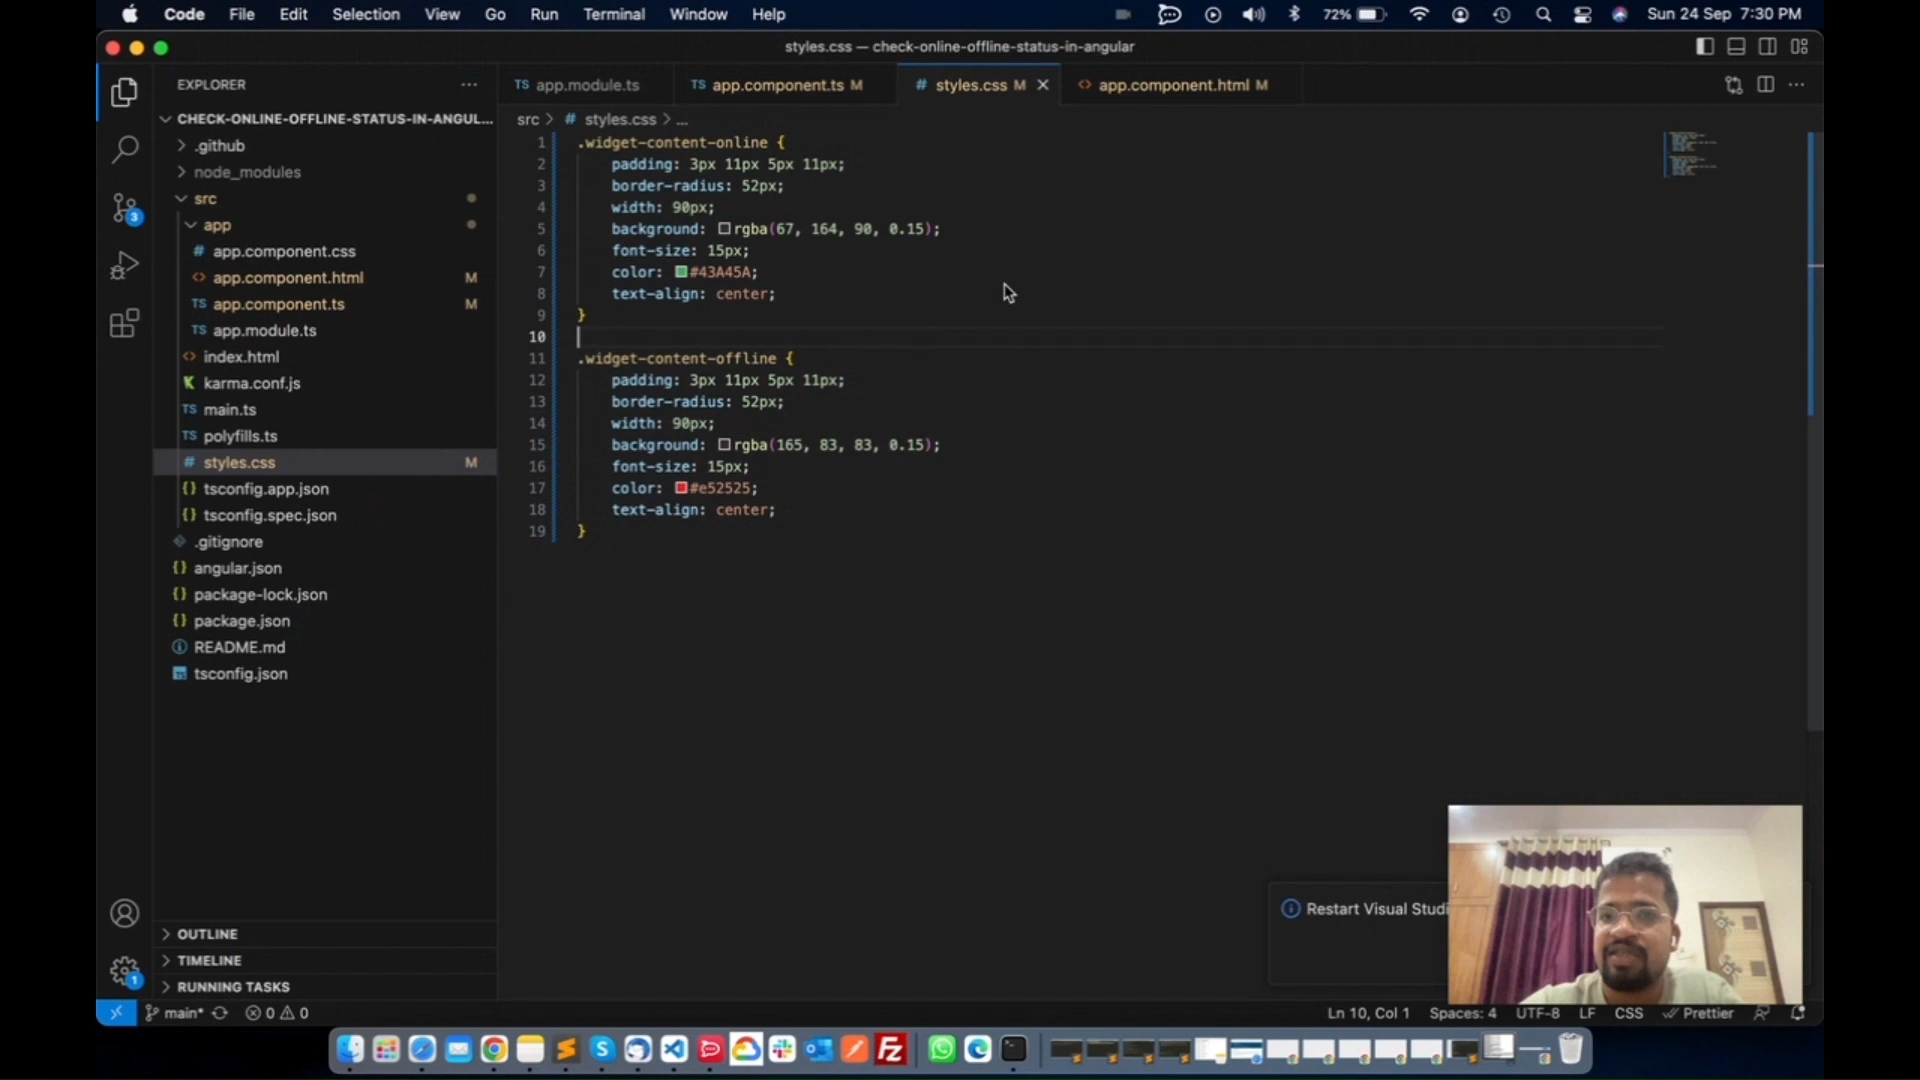 Code File Edit Selection View Go Run Terminal Window Help 72% Sun 24 Sep 7:30 PM
styles.css — check-online-offline-status-in-angular
EXPLORER
CHECK-ONLINE-OFFLINE-STATUS-IN-ANGUL...
.github
node_modules
src
app
# app.component.css
<> app.component.html M
TS app.component.ts M
TS app.module.ts
<> index.html
K karma.conf.js
TS main.ts
TS polyfills.ts
# styles.css M
{} tsconfig.app.json
{} tsconfig.spec.json
.gitignore
{} angular.json
{} package-lock.json
{} package.json
README.md
TS tsconfig.json
OUTLINE
TIMELINE
RUNNING TASKS
3
1
TS app.module.ts TS app.component.ts M # styles.css M <> app.component.html M
src > # styles.css > ...
1 .widget-content-online {
2 padding: 3px 11px 5px 11px;
3 border-radius: 52px;
4 width: 90px;
5 background: rgba(67, 164, 90, 0.15);
6 font-size: 15px;
7 color: #43A45A;
8 text-align: center;
9 }
10
11 .widget-content-offline {
12 padding: 3px 11px 5px 11px;
13 border-radius: 52px;
14 width: 90px;
15 background: rgba(165, 83, 83, 0.15);
16 font-size: 15px;
17 color: #e52525;
18 text-align: center;
19 }
Restart Visual Studi
main* 0 0 Ln 10, Col 1 Spaces: 4 UTF-8 LF CSS Prettier
Fz